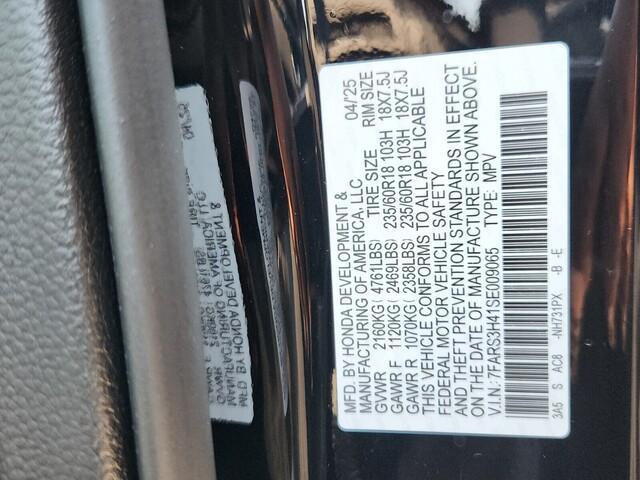 MFD. BY HONDA DEVELOPMENT &
MANUFACTURING OF AMERICA, LLC. 04/'25
GVWR 2160KG( 4761LBS) TIRE SIZE RIM SIZE
GAWR F 1120KG( 2469LBS) 235/60R18 103H 18X7.5J
GAWR R 1070KG( 2358LBS) 235/60R18 103H 18X7.5J
THIS VEHICLE CONFORMS TO ALL APPLICABLE
FEDERAL MOTOR VEHICLE SAFETY
AND THEFT PREVENTION STANDARDS IN EFFECT
ON THE DATE OF MANUFACTURE SHOWN ABOVE.
V.I.N.: 7FARS3H41SE009065 TYPE: MPV
3A5 S AC8 -NH731PX -B -E